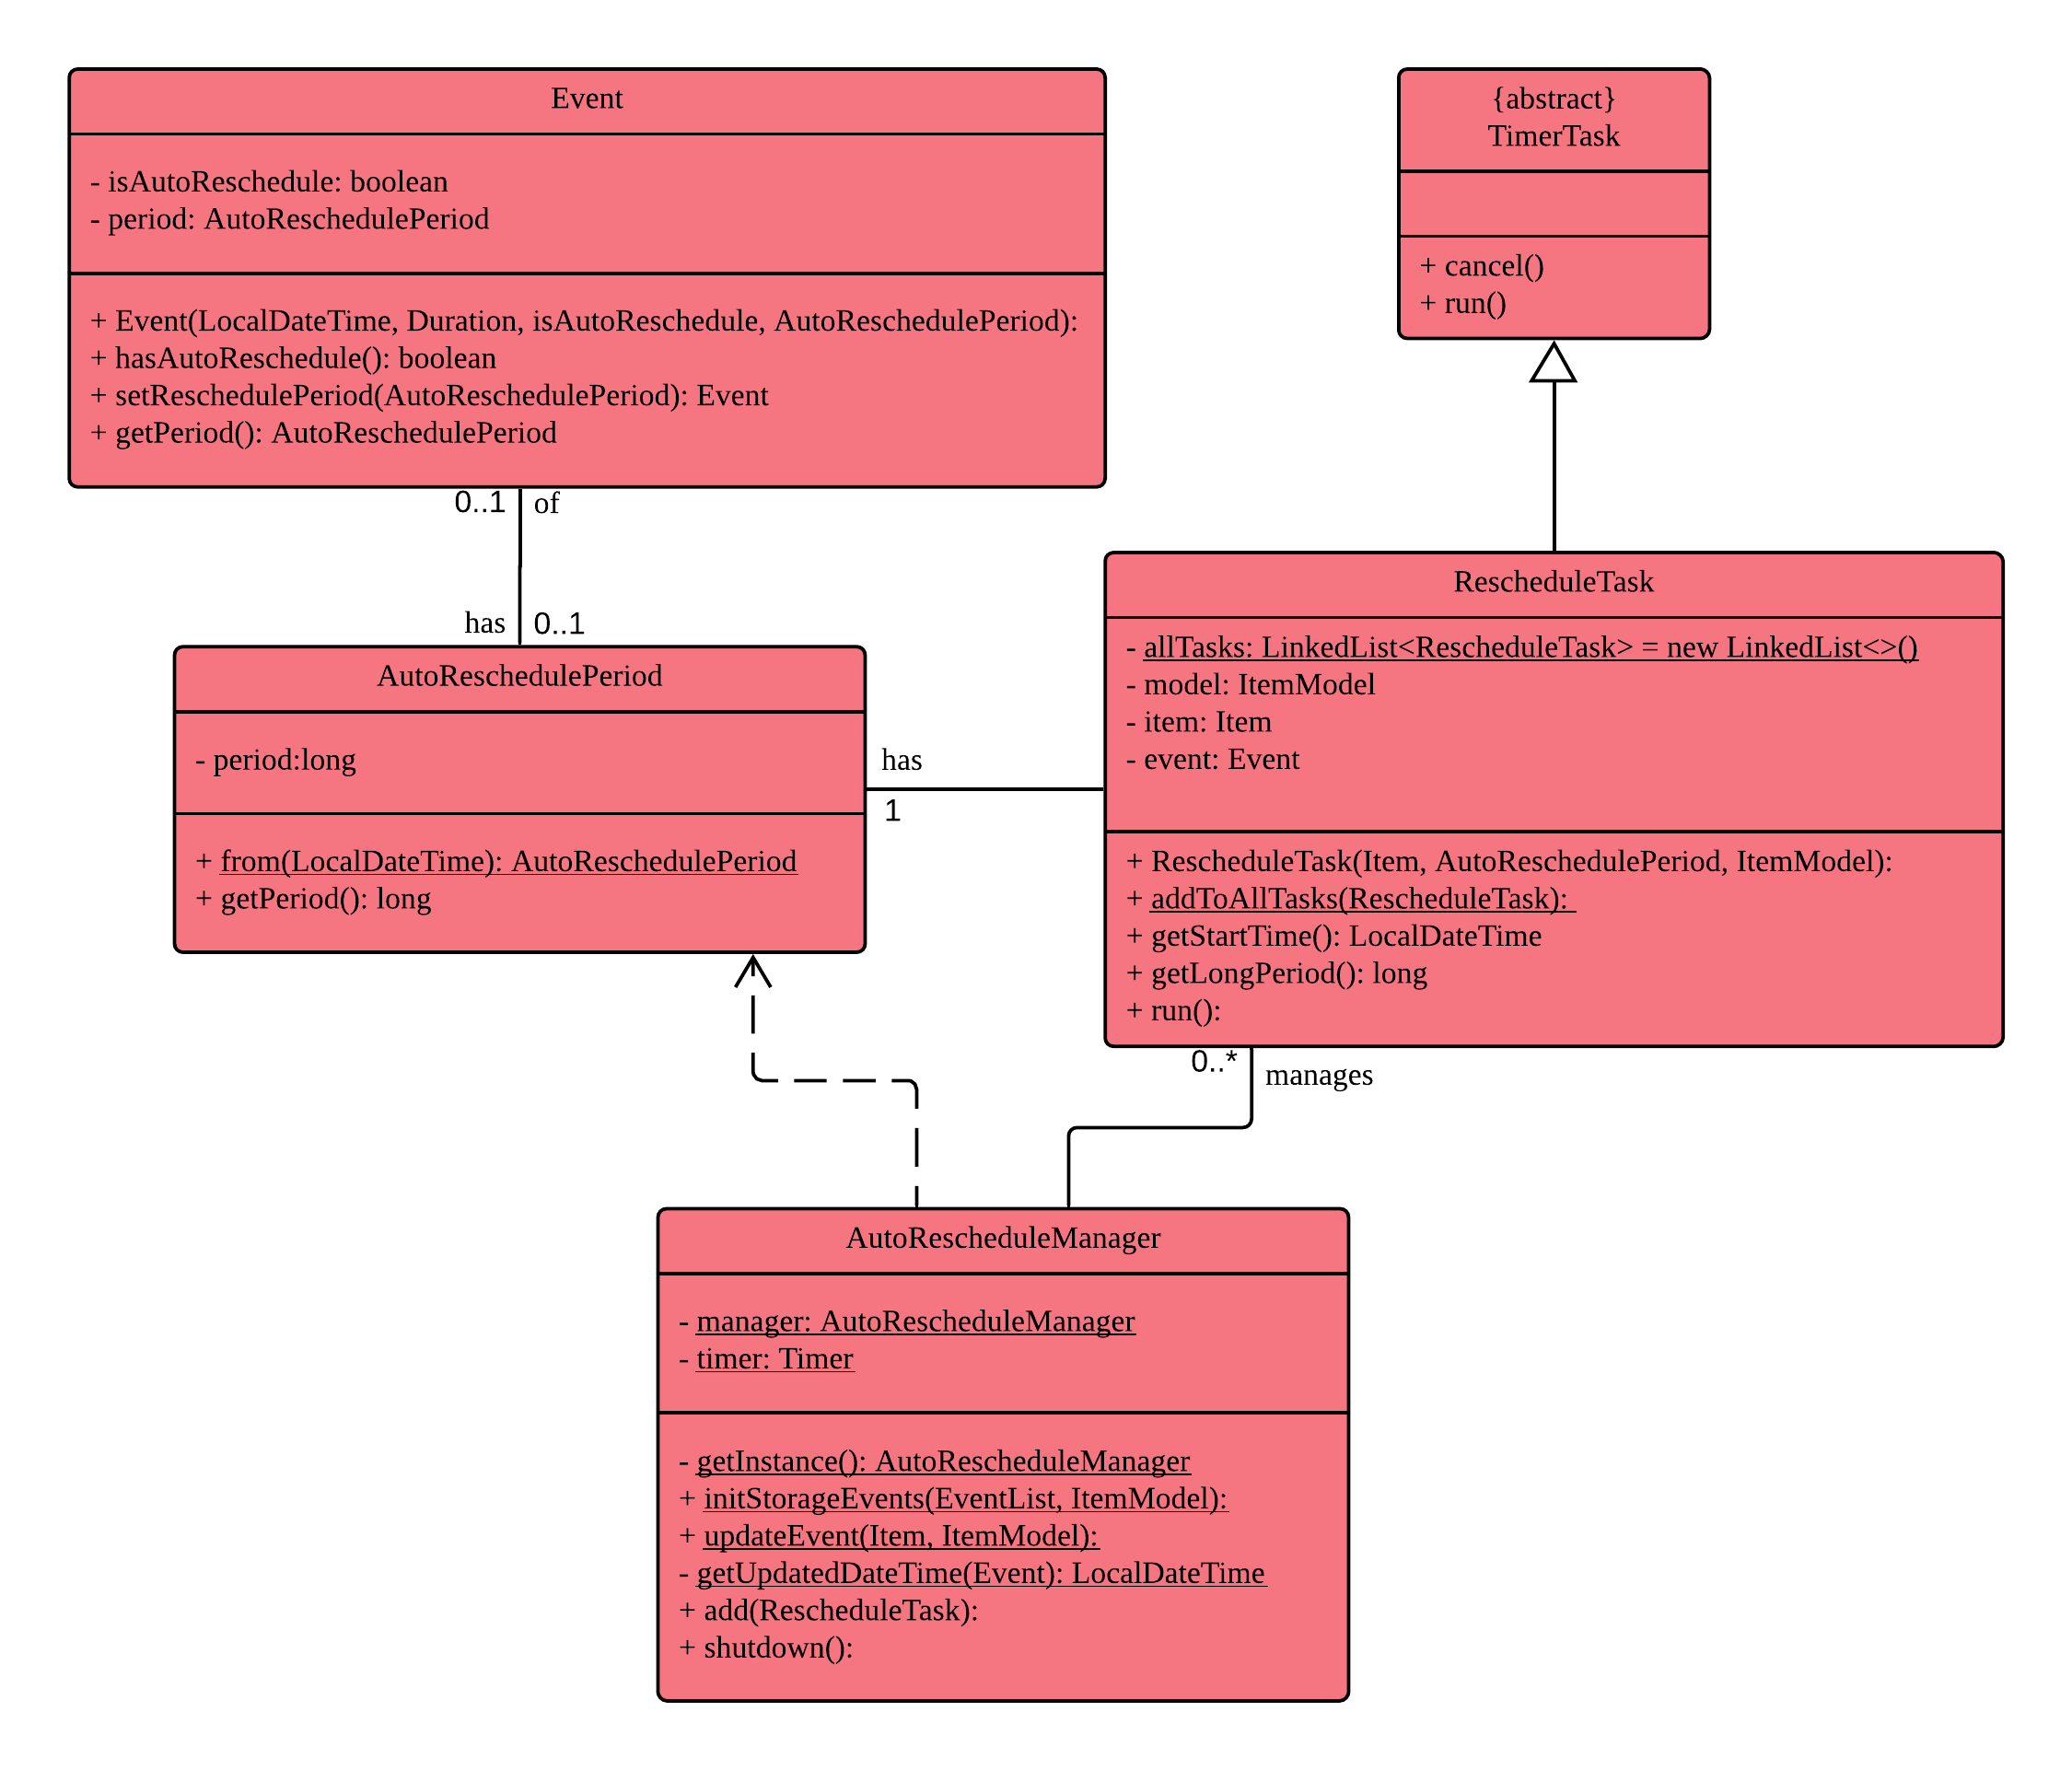 Event
- isAutoReschedule: boolean
- period: AutoReschedulePeriod
+ Event(LocalDateTime, Duration, isAutoReschedule, AutoReschedulePeriod):
+ hasAutoReschedule(): boolean
+ setReschedulePeriod(AutoReschedulePeriod): Event
+ getPeriod(): AutoReschedulePeriod
{abstract}
TimerTask
+ cancel()
+ run()
0..1
of
has
0..1
AutoReschedulePeriod
- period:long
+ from(LocalDateTime): AutoReschedulePeriod
+ getPeriod(): long
has
1
RescheduleTask
- allTasks: LinkedList<RescheduleTask> = new LinkedList<>()
- model: ItemModel
- item: Item
- event: Event
+ RescheduleTask(Item, AutoReschedulePeriod, ItemModel):
+ addToAllTasks(RescheduleTask):
+ getStartTime(): LocalDateTime
+ getLongPeriod(): long
+ run():
0..*
manages
AutoRescheduleManager
- manager: AutoRescheduleManager
- timer: Timer
- getInstance(): AutoRescheduleManager
+ initStorageEvents(EventList, ItemModel):
+ updateEvent(Item, ItemModel):
- getUpdatedDateTime(Event): LocalDateTime
+ add(RescheduleTask):
+ shutdown():